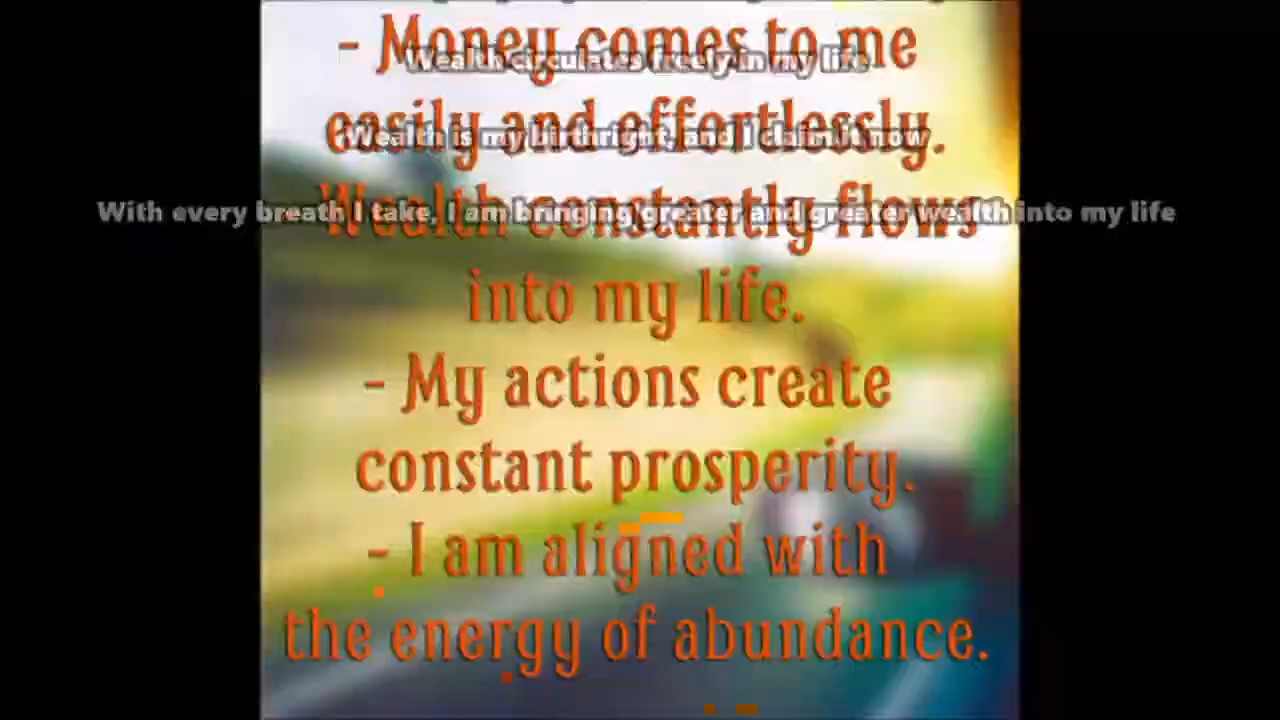 - Money comes to me
Wealth circulates freely in my life
easily and effortlessly.
Wealth is my birthright, and I claim it now
Wealth constantly flows
With every breath I take, I am bringing greater and greater wealth into my life
into my life.
- My actions create
constant prosperity.
- I am aligned with
the energy of abundance.